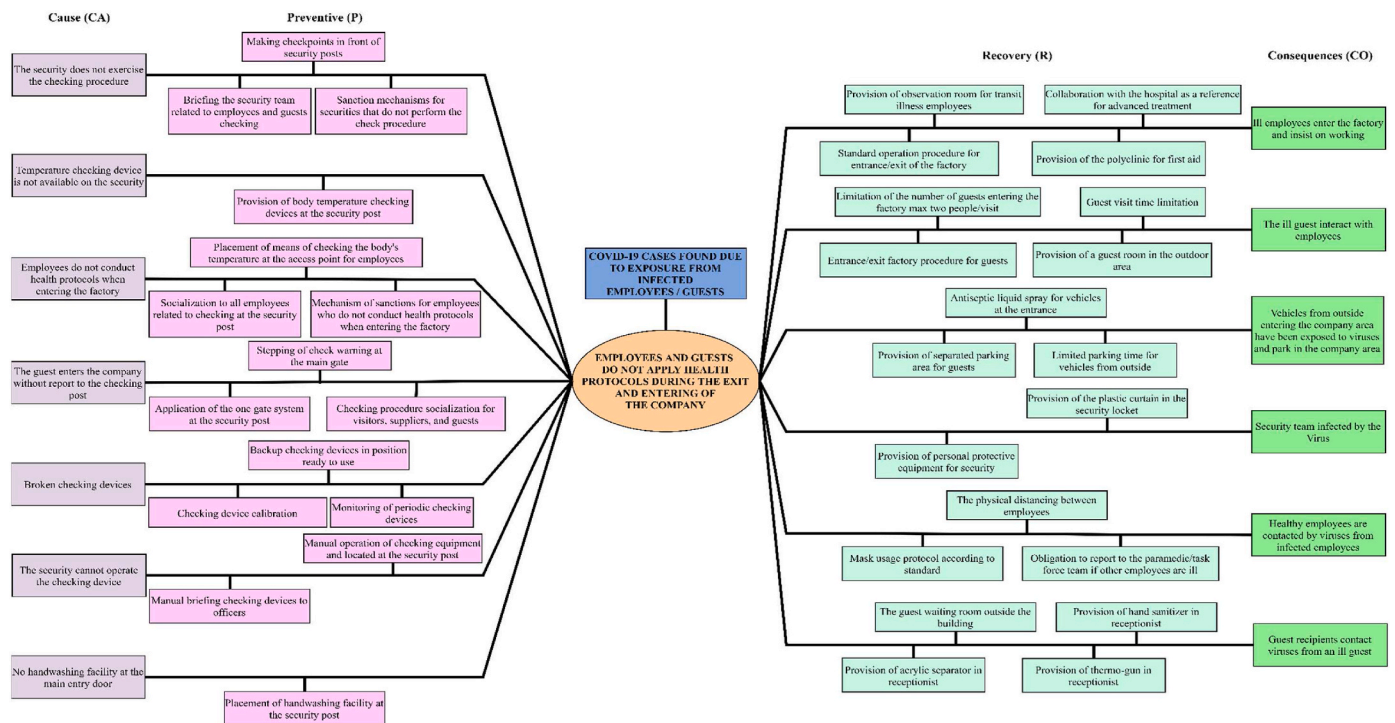 Cause (CA)
Preventive (P)
Recovery (R)
Consequences (CO)
The security does not exercise
the checking procedure
Making checkpoints in front of
security posts
Briefing the security team
related to employees and guests
checking
Sanction mechanisms for
securities that do not perform the
check procedure
Temperature checking device
is not available on the security
Provision of body temperature checking
devices at the security post
Employees do not conduct
health protocols when
entering the factory
Placement of means of checking the body's
temperature at the access point for employees
Socialization to all employees
related to checking at the security
post
Mechanism of sanctions for employees
who do not conduct health protocols
when entering the factory
The guest enters the company
without report to the checking
post
Stepping of check warning at
the main gate
Application of the one gate system
at the security post
Checking procedure socialization for
visitors, suppliers, and guests
Broken checking devices
Backup checking devices in position
ready to use
Checking device calibration
Monitoring of periodic checking
devices
The security cannot operate
the checking device
Manual operation of checking equipment
and located at the security post
Manual briefing checking devices to
officers
No handwashing facility at the
main entry door
Placement of handwashing facility at
the security post
COVID-19 CASES FOUND DUE
TO EXPOSURE FROM
INFECTED
EMPLOYEES / GUESTS
EMPLOYEES AND GUESTS
DO NOT APPLY HEALTH
PROTOCOLS DURING THE EXIT
AND ENTERING OF
THE COMPANY
Provision of observation room for transit
illness employees
Collaboration with the hospital as a reference
for advanced treatment
Standard operation procedure for
entrance/exit of the factory
Provision of the polyclinic for first aid
Ill employees enter the factory
and insist on working
Limitation of the number of guests entering the
factory max two people/visit
Guest visit time limitation
Entrance/exit factory procedure for guests
Provision of a guest room in the outdoor
area
The ill guest interact with
employees
Antiseptic liquid spray for vehicles
at the entrance
Provision of separated parking
area for guests
Limited parking time for
vehicles from outside
Vehicles from outside
entering the company area
have been exposed to viruses
and park in the company area
Provision of the plastic curtain in the
security locket
Provision of personal protective
equipment for security
Security team infected by the
Virus
The physical distancing between
employees
Mask usage protocol according to
standard
Obligation to report to the paramedic/task
force team if other employees are ill
Healthy employees are
contacted by viruses from
infected employees
The guest waiting room outside the
building
Provision of hand sanitizer in
receptionist
Provision of acrylic separator in
receptionist
Provision of thermo-gun in
receptionist
Guest recipients contact
viruses from an ill guest